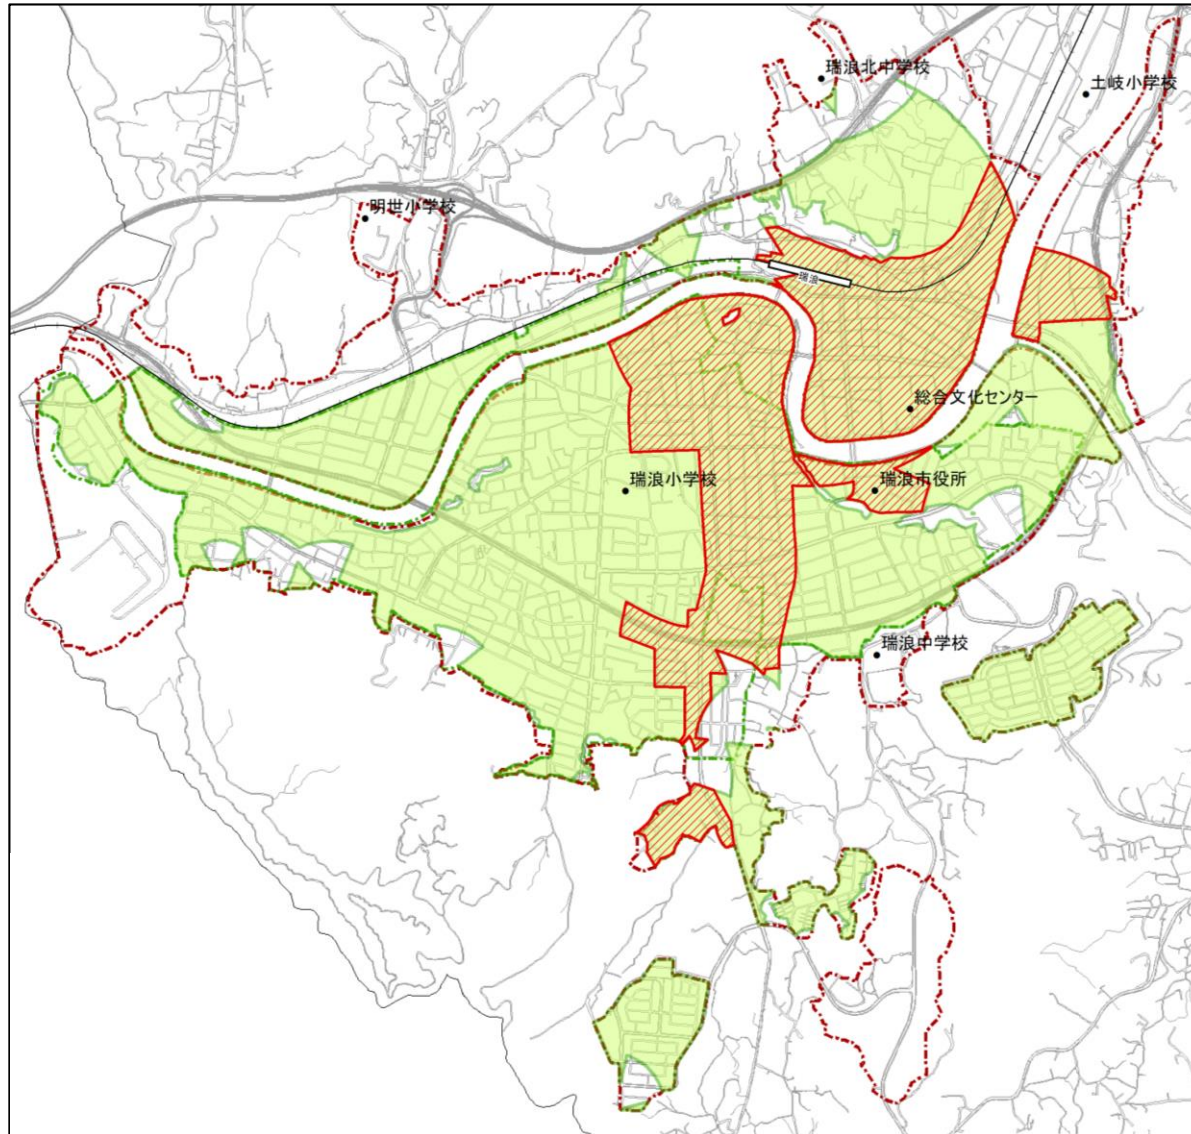 瑞浪北中学校
土岐小学校
明世小学校
瑞浪
総合文化センター
瑞浪小学校
瑞浪市役所
瑞浪中学校